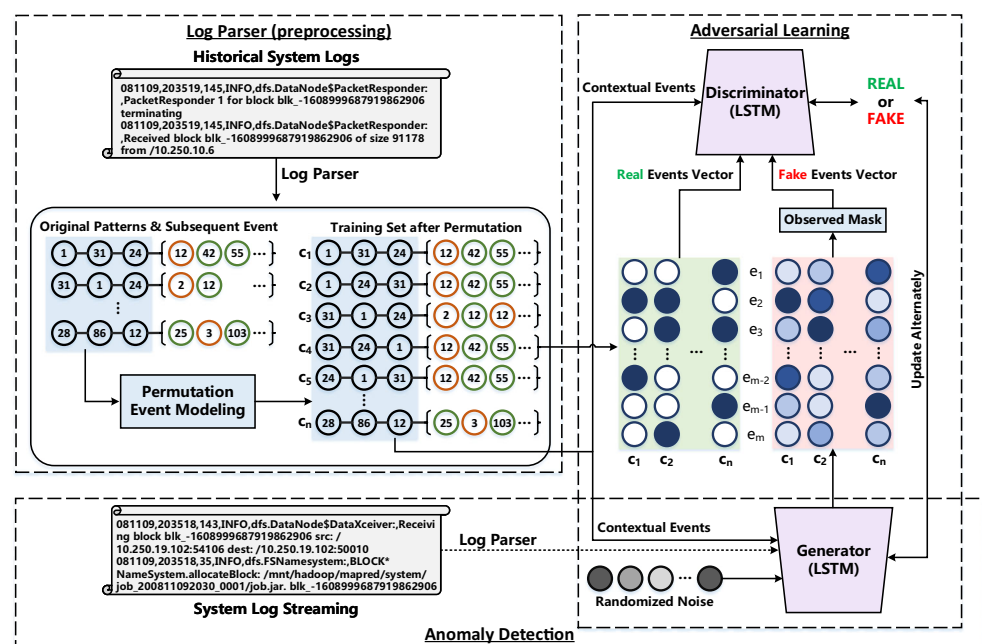 Log Parser (preprocessing)
Historical System Logs
081109,203519,145,INFO,dfs.DataNode$PacketResponder:
,PacketResponder 1 for block blk_-1608999687919862906
terminating
081109,203519,145,INFO,dfs.DataNode$PacketResponder:
,Received block blk_-1608999687919862906 of size 91178
from /10.250.10.6
Log Parser
Original Patterns & Subsequent Event
1 31 24 { 12 42 55 ··· }
31 1 24 { 2 12 ··· }
⋮
28 86 12 { 25 3 103 ··· }
Permutation
Event Modeling
Training Set after Permutation
c1 1 31 24 { 12 42 55 ··· }
c2 1 24 31 { 12 42 55 ··· }
c3 31 1 24 { 2 12 12 ··· }
c4 31 24 1 { 12 42 55 ··· }
c5 24 1 31 { 12 42 55 ··· }
⋮
cn 28 86 12 { 25 3 103 ··· }
Adversarial Learning
Contextual Events
Discriminator
(LSTM)
REAL
or
FAKE
Real Events Vector
Fake Events Vector
Observed Mask
e1
e2
e3
⋮ ··· ⋮ ⋮ ··· ⋮
em-2
em-1
em
c1 c2 cn
c1 c2 cn
Update Alternately
081109,203518,143,INFO,dfs.DataNode$DataXceiver:,Receivi
ng block blk_-1608999687919862906 src: /
10.250.19.102:54106 dest: /10.250.19.102:50010
081109,203518,35,INFO,dfs.FSNamesystem:,BLOCK*
NameSystem.allocateBlock: /mnt/hadoop/mapred/system/
job_200811092030_0001/job.jar. blk_-1608999687919862906
System Log Streaming
Log Parser
Contextual Events
Generator
(LSTM)
···
Randomized Noise
Anomaly Detection